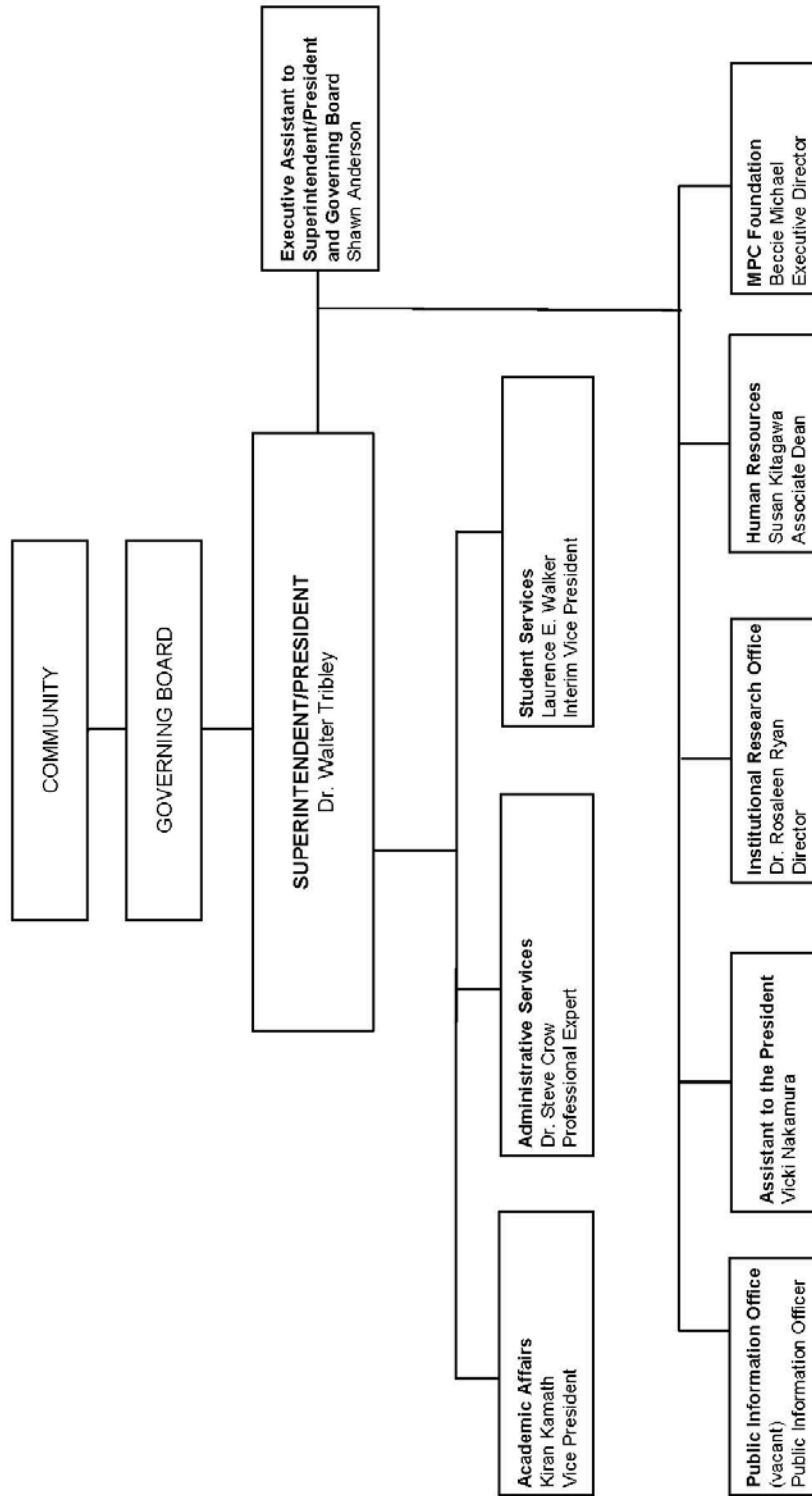 COMMUNITY
GOVERNING BOARD
SUPERINTENDENT/PRESIDENT
Dr. Walter Tribley
Executive Assistant to
Superintendent/President
and Governing Board
Shawn Anderson
Academic Affairs
Kiran Kamath
Vice President
Administrative Services
Dr. Steve Crow
Professional Expert
Student Services
Laurence E. Walker
Interim Vice President
Public Information Office
(vacant)
Public Information Officer
Assistant to the President
Vicki Nakamura
Institutional Research Office
Dr. Rosaleen Ryan
Director
Human Resources
Susan Kitagawa
Associate Dean
MPC Foundation
Beccie Michael
Executive Director